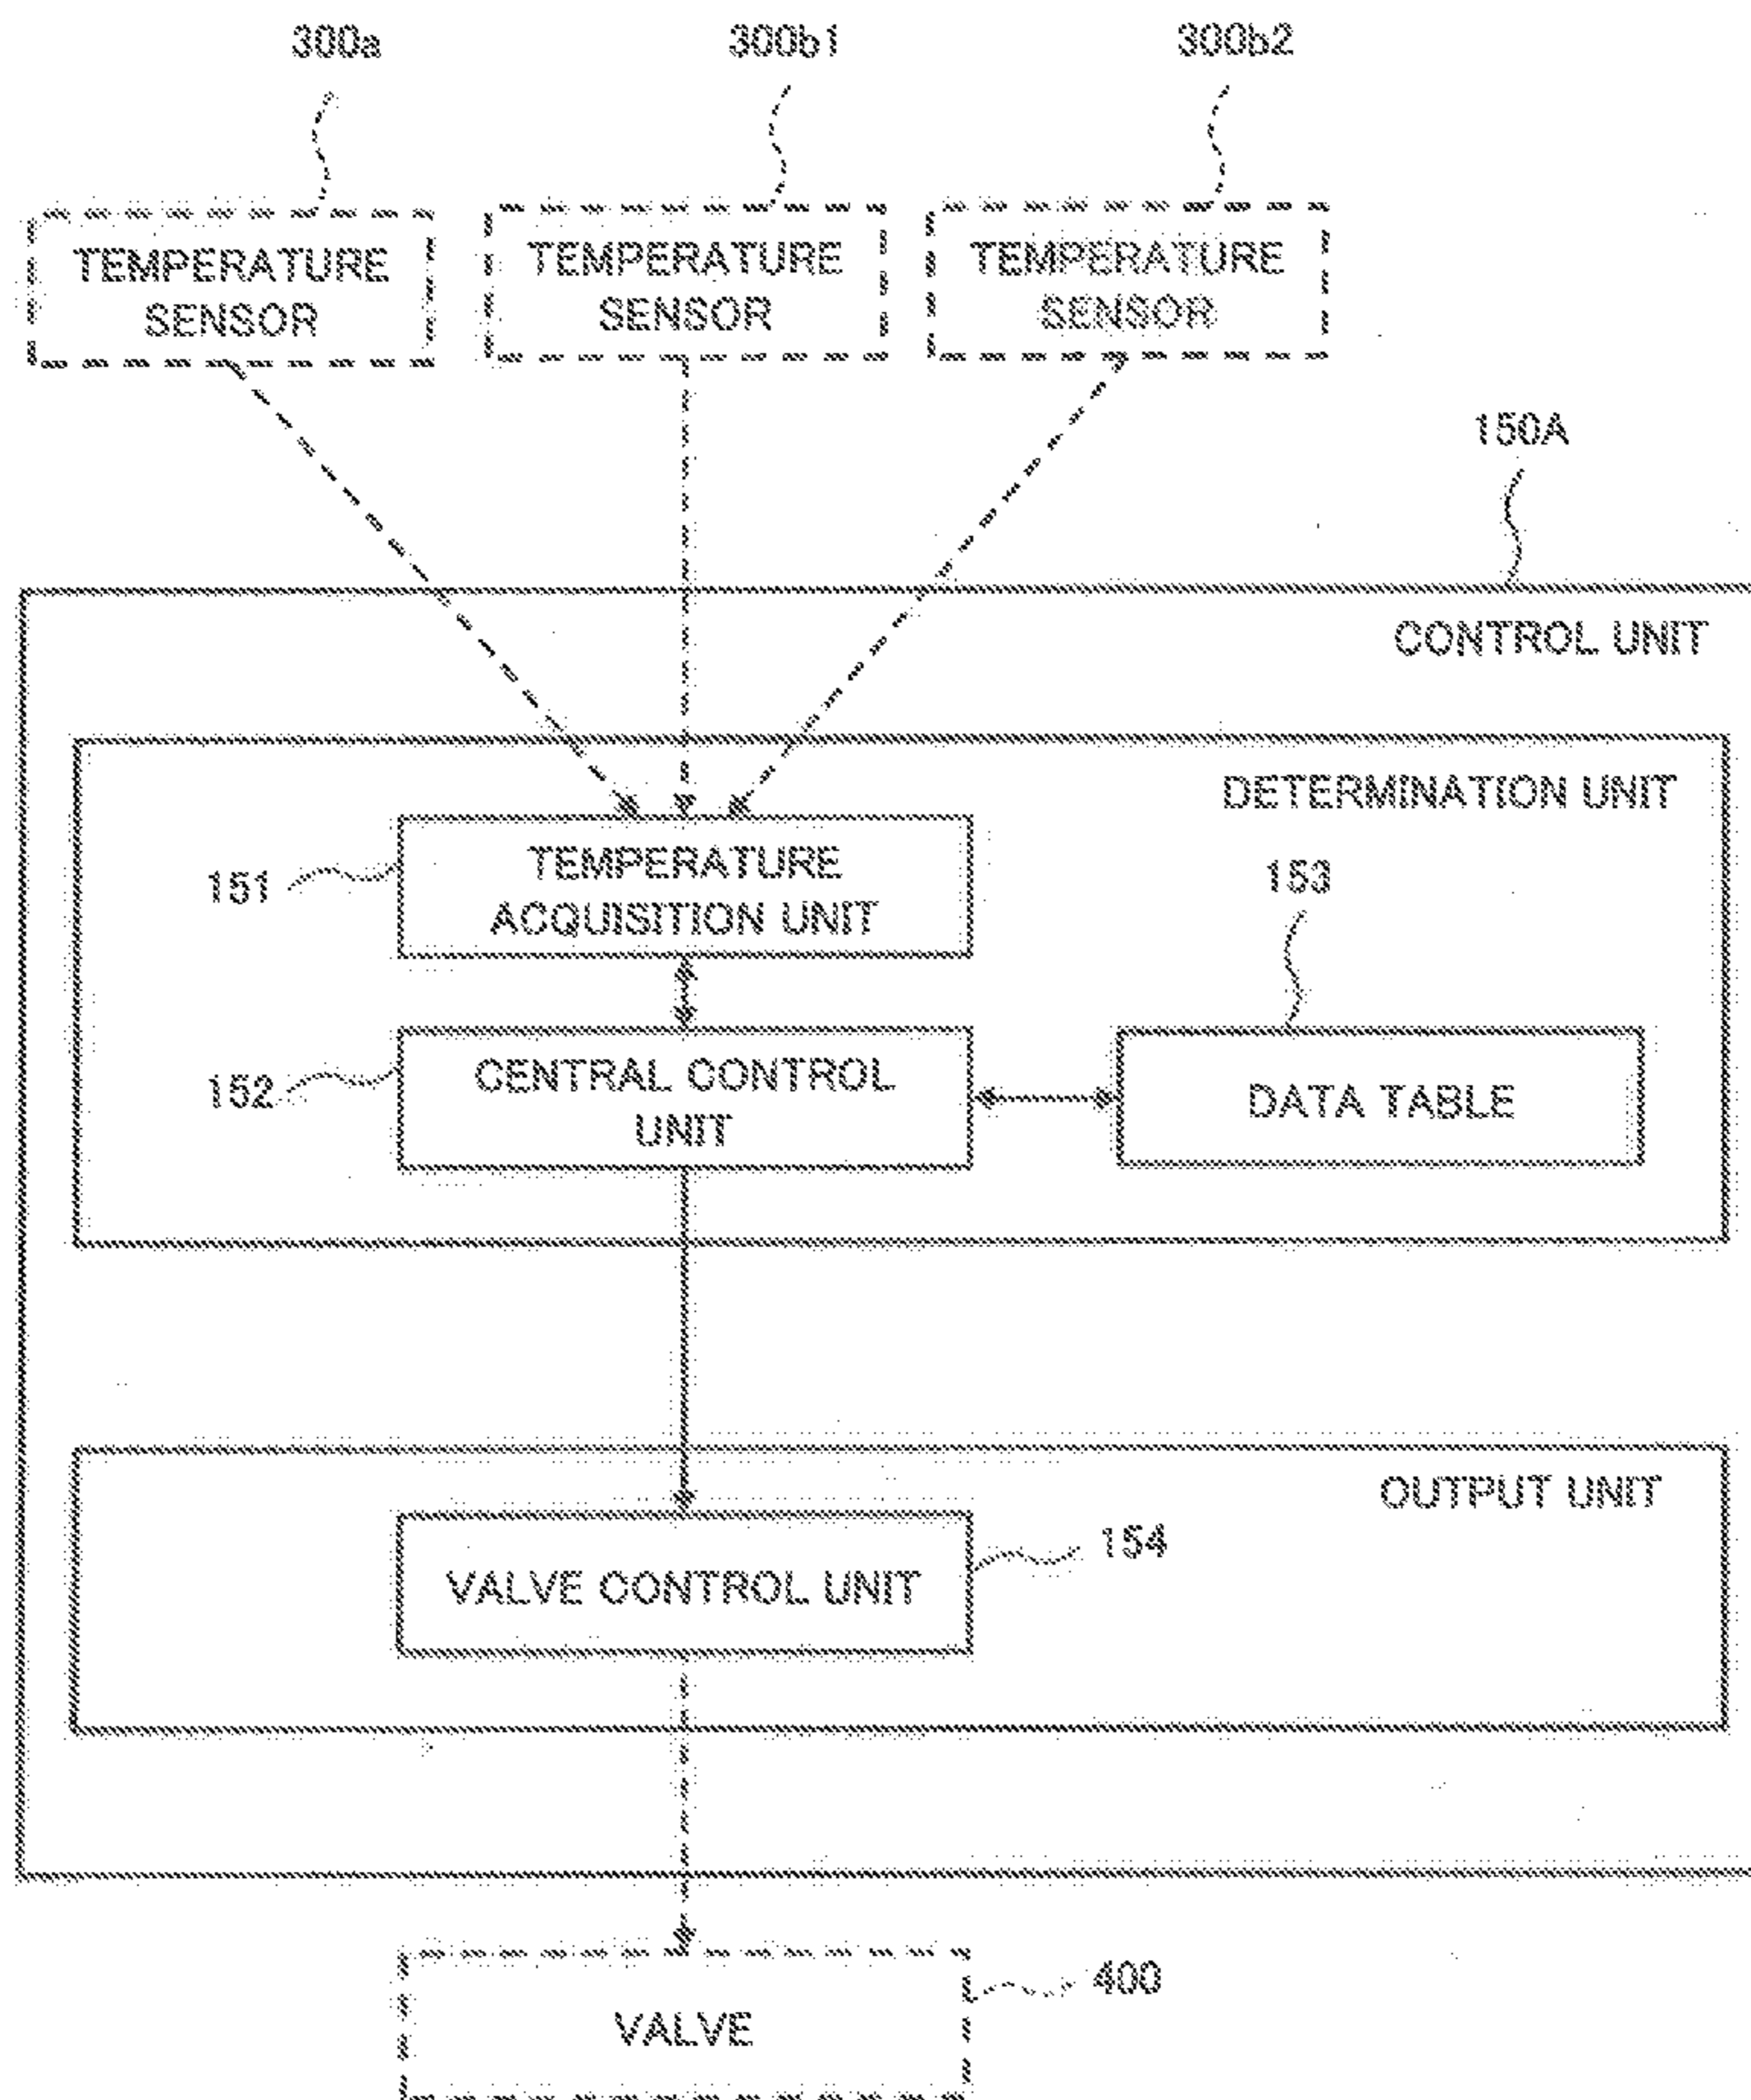 300a
300b1
300b2
TEMPERATURE
SENSOR
TEMPERATURE
SENSOR
TEMPERATURE
SENSOR
150A
CONTROL UNIT
DETERMINATION UNIT
151
TEMPERATURE
ACQUISITION UNIT
153
152
CENTRAL CONTROL
UNIT
DATA TABLE
OUTPUT UNIT
VALVE CONTROL UNIT
154
VALVE
400